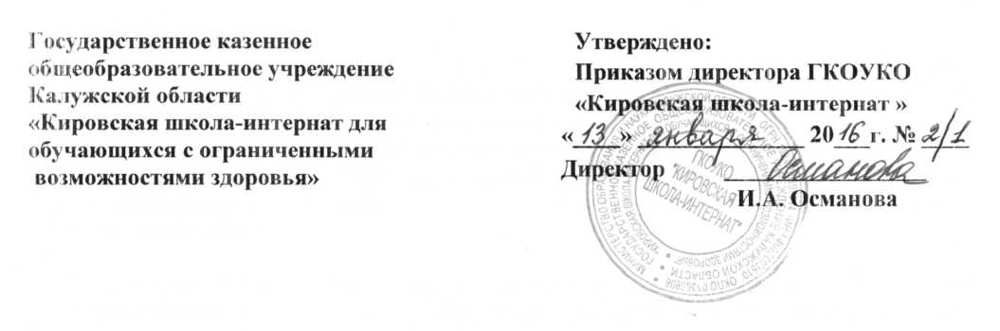 Государственное казенное
общеобразовательное учреждение
Калужской области
«Кировская школа-интернат для
обучающихся с ограниченными
возможностями здоровья»
Утверждено:
Приказом директора ГКОУКО
«Кировская школа-интернат »
« 13 » января 2016 г. № 2/1
Директор Османова
И.А. Османова
ГКОУКО
"КИРОВСКАЯ
ШКОЛА-ИНТЕРНАТ"